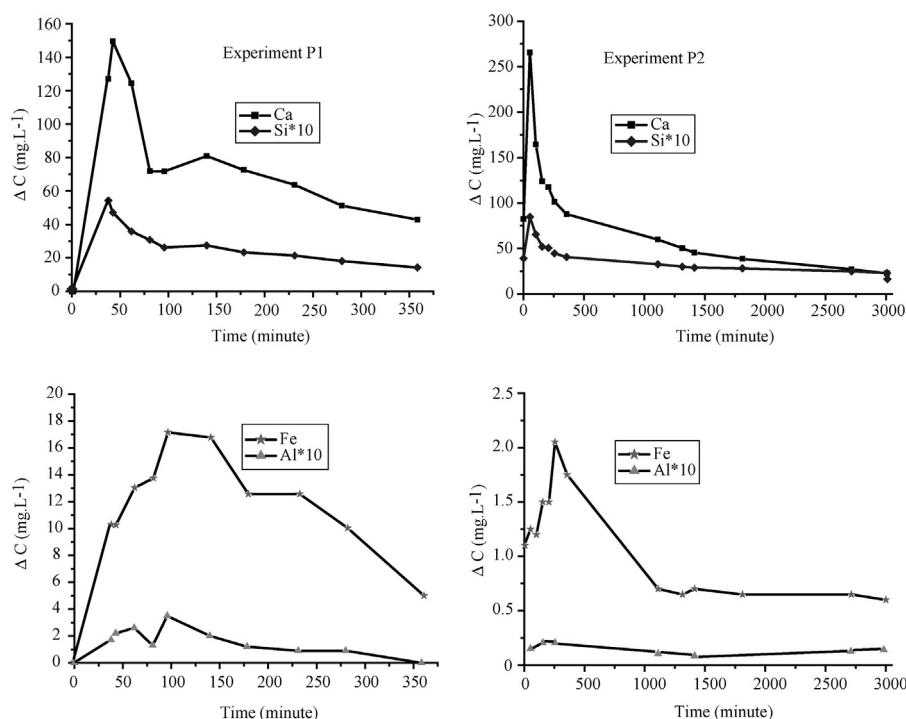 Experiment P1
Ca
Si*10
Δ C (mg.L-1)
160
140
120
100
80
60
40
20
0
0 50 100 150 200 250 300 350
Time (minute)
Experiment P2
Ca
Si*10
Δ C (mg.L-1)
300
250
200
150
100
50
0
0 500 1000 1500 2000 2500 3000
Time (minute)
Fe
Al*10
Δ C (mg.L-1)
20
18
16
14
12
10
8
6
4
2
0
0 50 100 150 200 250 300 350
Time (minute)
Fe
Al*10
Δ C (mg.L-1)
2.5
2.0
1.5
1.0
0.5
0
0 500 1000 1500 2000 2500 3000
Time (minute)